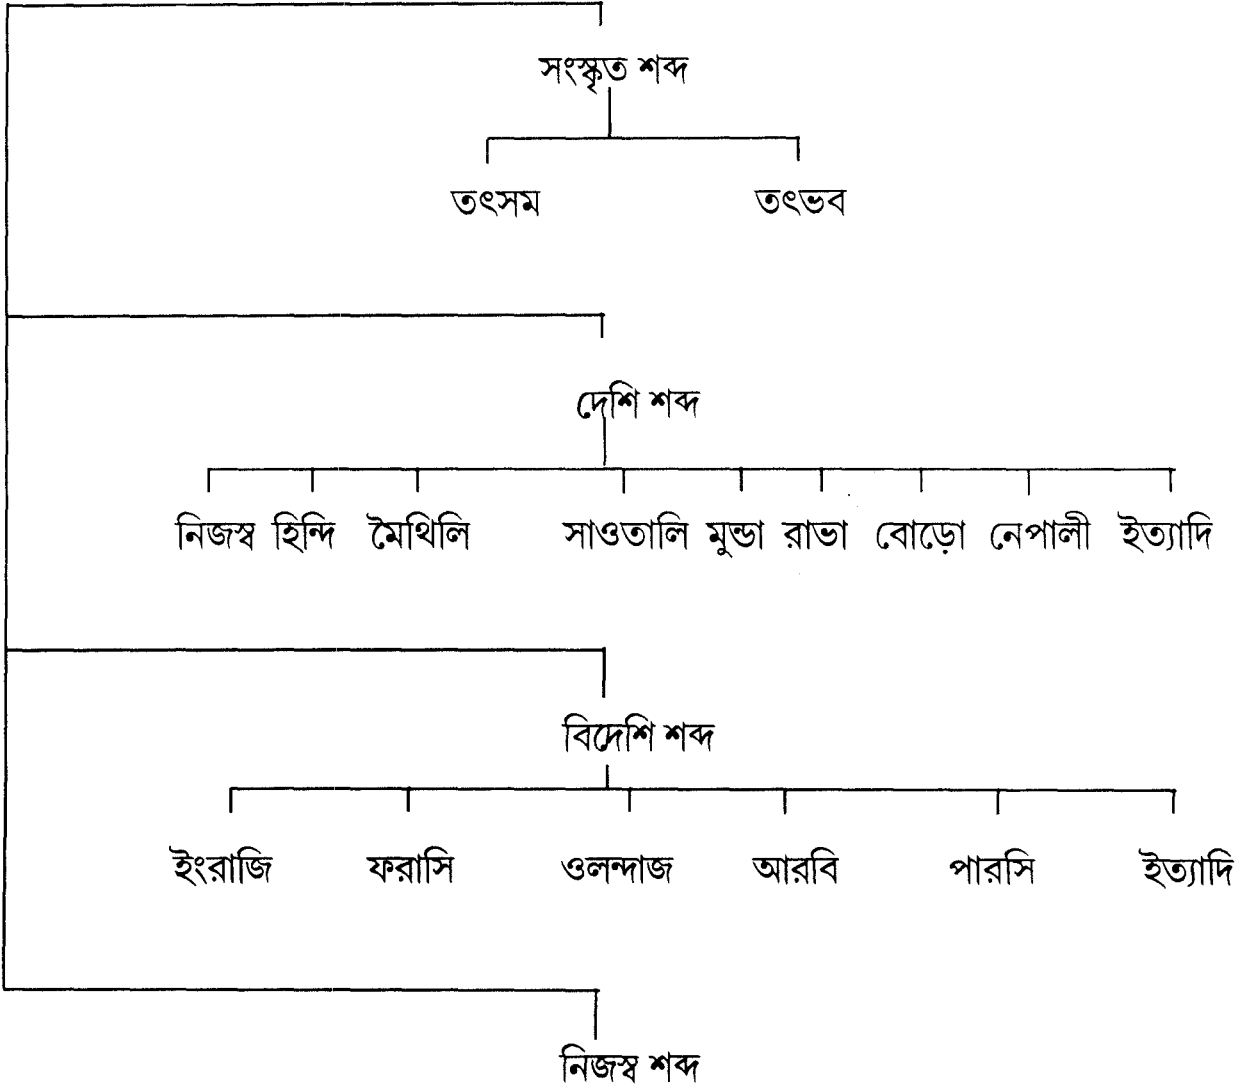 সংস্কৃত শব্দ
তৎসম তৎভব
দেশি শব্দ
নিজস্ব হিন্দি মৈথিলি সাওতালি মুন্ডা রাভা বোড়ো নেপালী ইত্যাদি
বিদেশি শব্দ
ইংরাজি ফরাসি ওলন্দাজ আরবি পারসি ইত্যাদি
নিজস্ব শব্দ